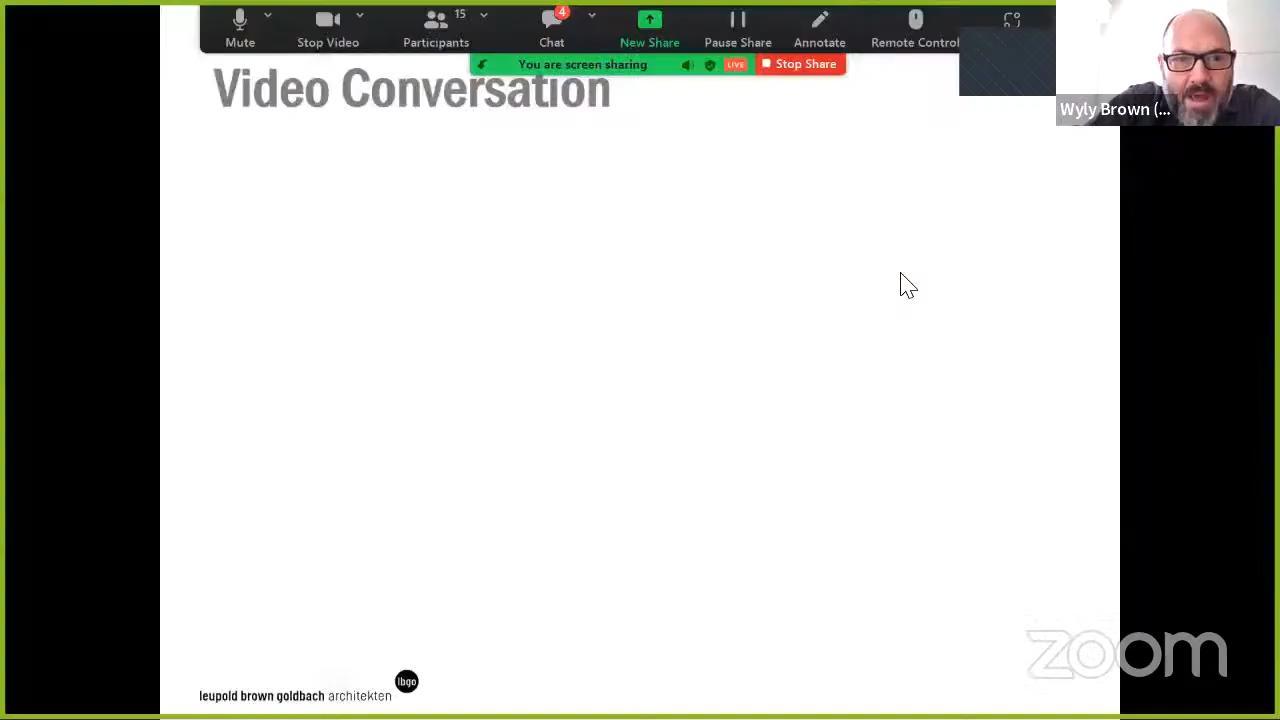 15
4
Mute
Stop Video
Participants
Chat
New Share
Pause Share
Annotate
Remote Control
You are screen sharing
LIVE
Stop Share
Video Conversation
Wyly Brown (...
zoom
lbgo
leupold brown goldbach architekten